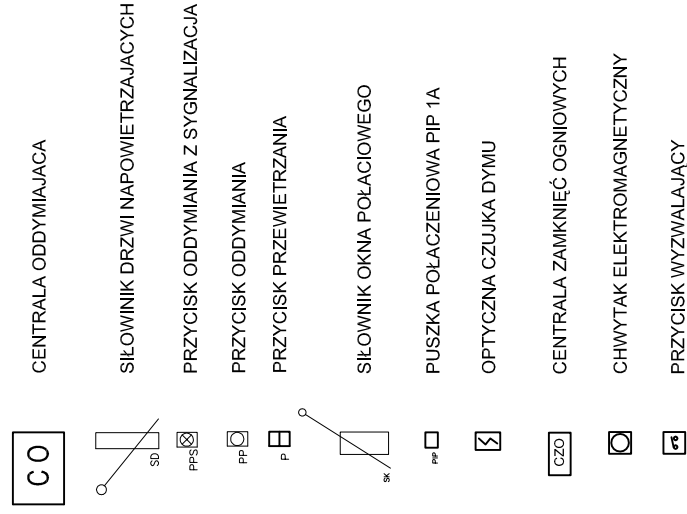 CO CENTRALA ODDYMIAJACA
SD SIŁOWINIK DRZWI NAPOWIETRZAJACYCH
PPS PRZYCISK ODDYMIANIA Z SYGNALIZACJA
PP PRZYCISK ODDYMIANIA
P PRZYCISK PRZEWIETRZANIA
SK SIŁOWNIK OKNA POŁACIOWEGO
PIP PUSZKA POŁACZENIOWA PIP 1A
OPTYCZNA CZUJKA DYMU
CZO CENTRALA ZAMKNIĘĆ OGNIOWYCH
CHWYTAK ELEKTROMAGNETYCZNY
PRZYCISK WYZWALAJĄCY